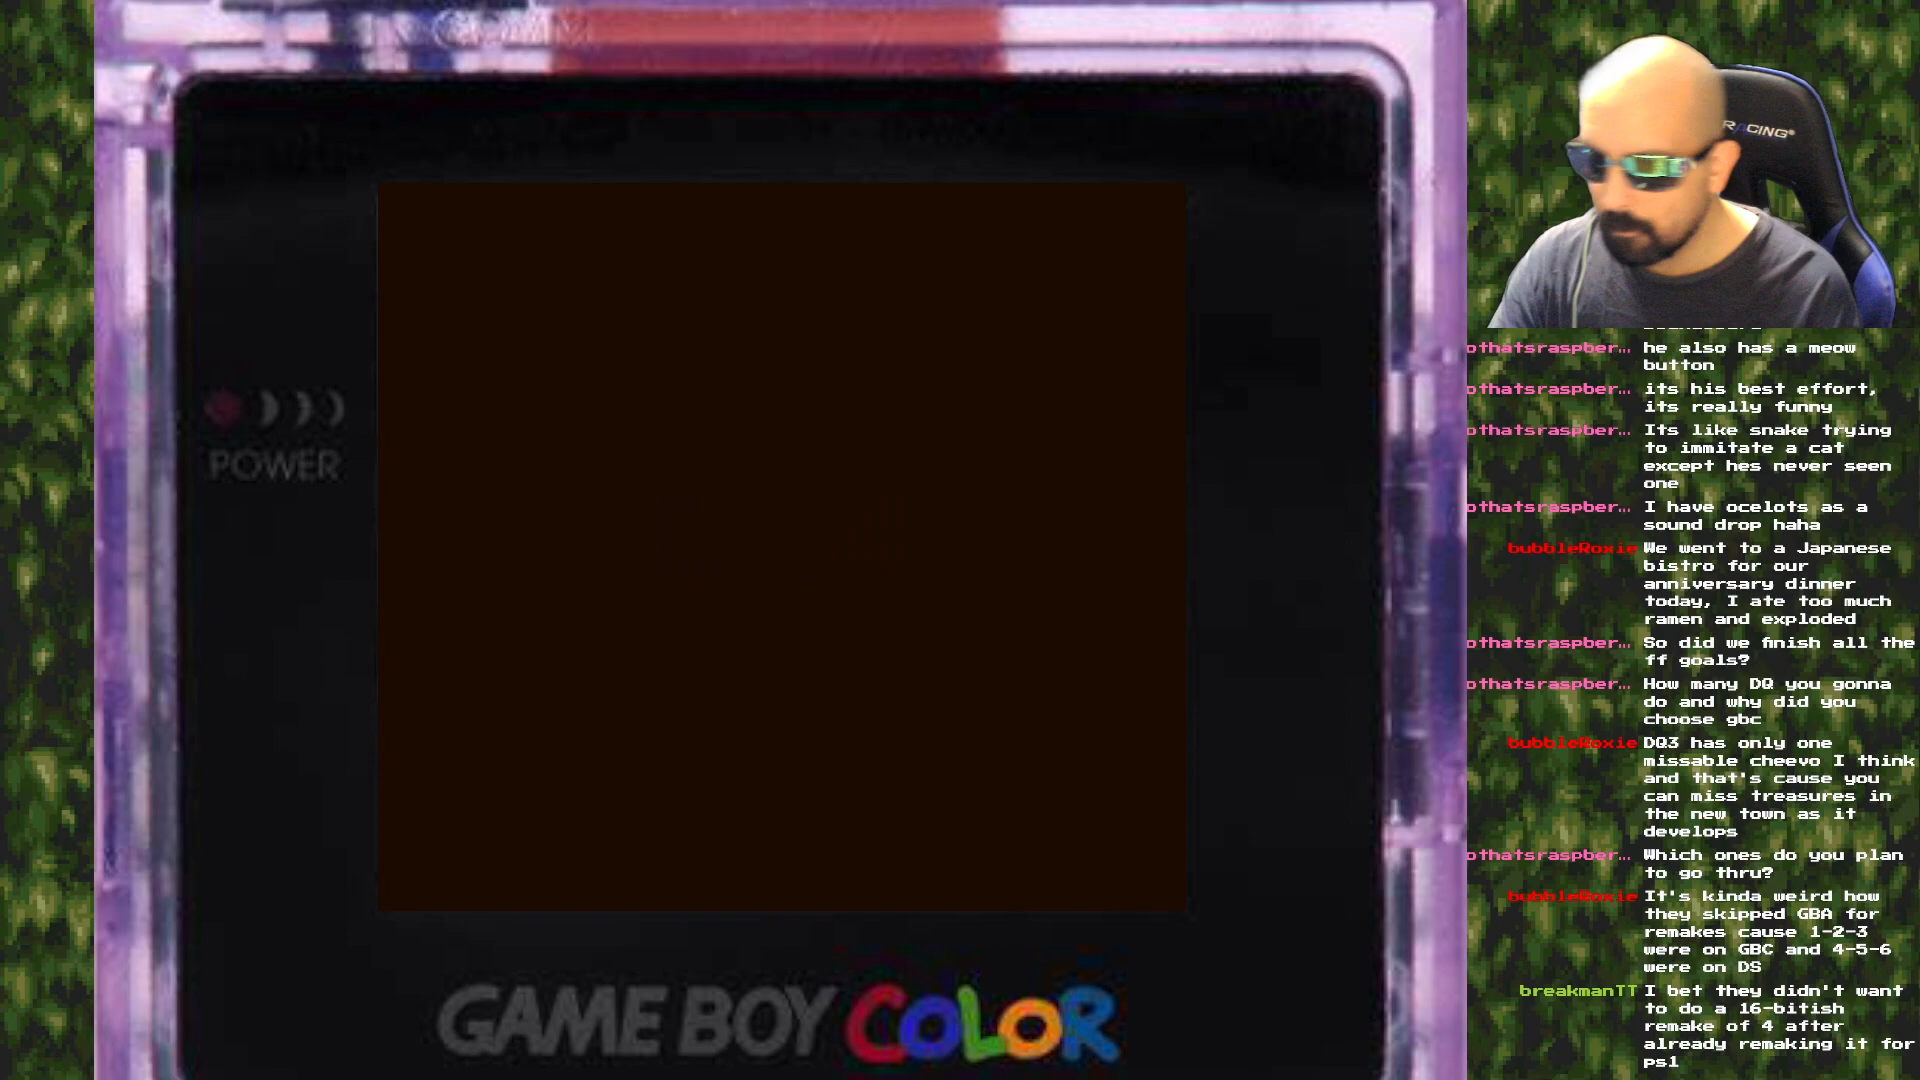 RACING
POWER
GAME BOY COLOR
othatsraspber… he also has a meow
button
othatsraspber… its his best effort,
its really funny
othatsraspber… Its like snake trying
to immitate a cat
except hes never seen
one
othatsraspber… I have ocelots as a
sound drop haha
bubbleRoxie We went to a Japanese
bistro for our
anniversary dinner
today, I ate too much
ramen and exploded
othatsraspber… So did we finish all the
ff goals?
othatsraspber… How many DQ you gonna
do and why did you
choose gbc
bubbleRoxie DQ3 has only one
missable cheevo I think
and that's cause you
can miss treasures in
the new town as it
develops
othatsraspber… Which ones do you plan
to go thru?
bubbleRoxie It's kinda weird how
they skipped GBA for
remakes cause 1-2-3
were on GBC and 4-5-6
were on DS
breakmanTT I bet they didn't want
to do a 16-bitish
remake of 4 after
already remaking it for
ps1